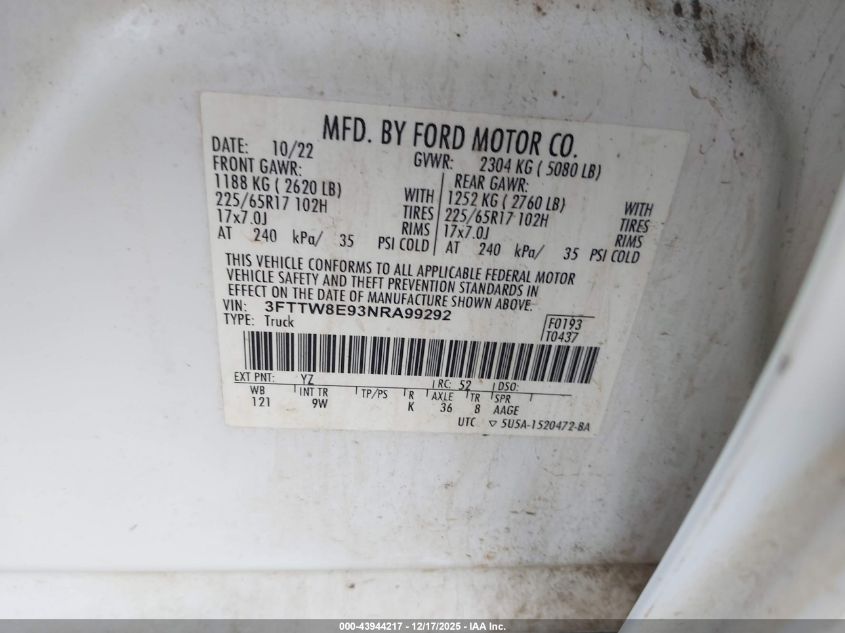 MFD. BY FORD MOTOR CO.
DATE: 10/22 GVWR: 2304 KG ( 5080 LB)
FRONT GAWR: REAR GAWR:
1188 KG ( 2620 LB) WITH 1252 KG ( 2760 LB) WITH
225/65R17 102H TIRES 225/65R17 102H TIRES
17x7.0J RIMS 17x7.0J RIMS
AT 240 kPa/ 35 PSI COLD AT 240 kPa/ 35 PSI COLD
THIS VEHICLE CONFORMS TO ALL APPLICABLE FEDERAL MOTOR
VEHICLE SAFETY AND THEFT PREVENTION STANDARDS IN
EFFECT ON THE DATE OF MANUFACTURE SHOWN ABOVE.
VIN: 3FTTW8E93NRA99292 F0193
TYPE: Truck T0437
EXT PNT: YZ RC: 52 DSO:
WB INT TR TP/PS R AXLE TR SPR
121 9W K 36 8 AAGE
UTC ▽ 5U5A-1520472-BA
000-43944217 - 12/17/2025 - IAA Inc.